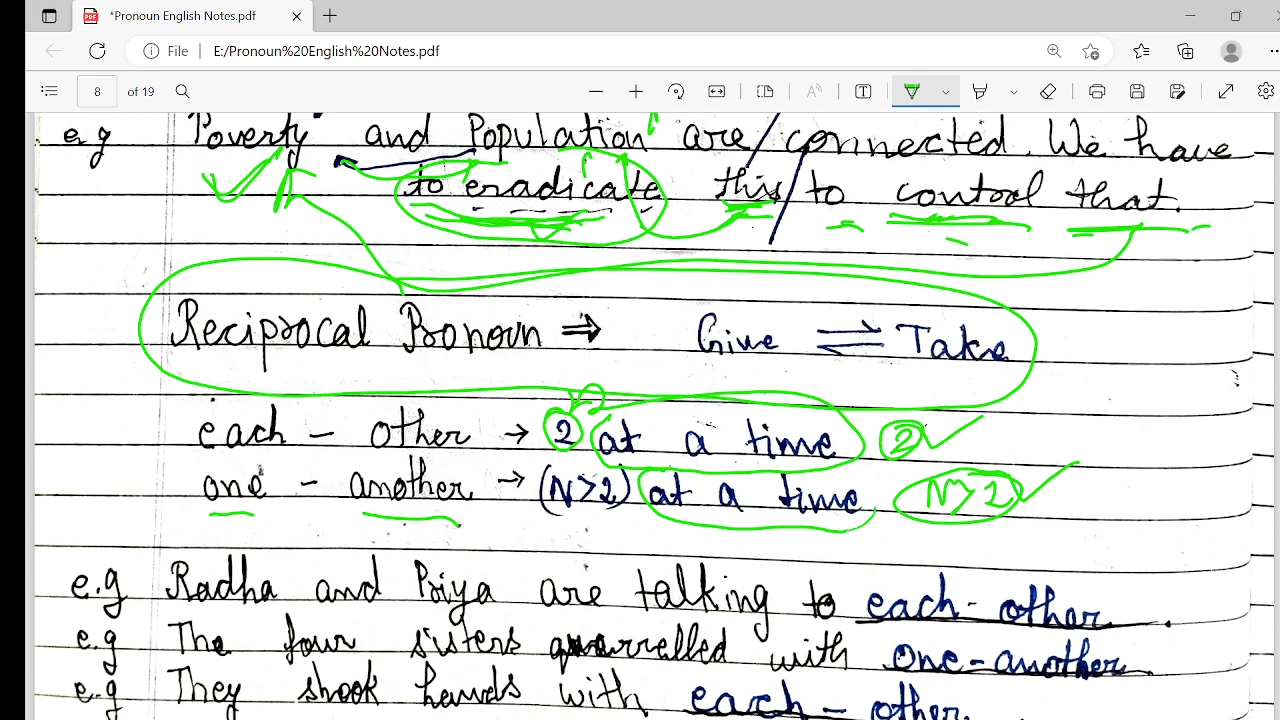 *Pronoun English Notes.pdf
File | E:/Pronoun%20English%20Notes.pdf
8 of 19
e.g Poverty and Population are connected. We have
to eradicate this to control that.
Reciprocal Pronoun ⇒ Give ⇌ Take
each - other → 2 at a time 2
one - another → (N>2) at a time N>2
e.g Radha and Priya are talking to each-other.
e.g The four sisters quarrelled with one-another.
e.g They shook hands with each-other.